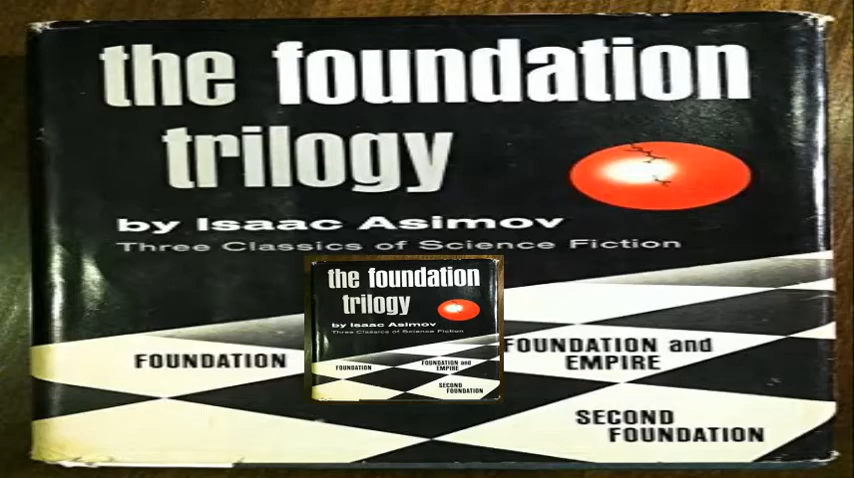 the foundation
trilogy
by Isaac Asimov
Three Classics of Science Fiction
FOUNDATION
FOUNDATION and
EMPIRE
SECOND
FOUNDATION
the foundation
trilogy
by Isaac Asimov
Three Classics of Science Fiction
FOUNDATION
FOUNDATION and
EMPIRE
SECOND
FOUNDATION